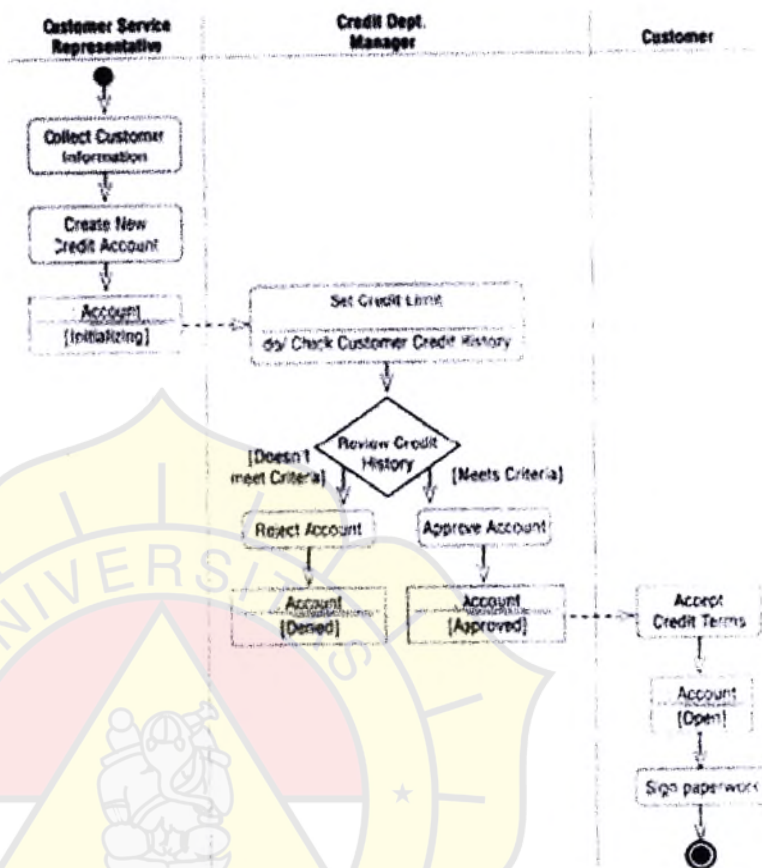 Customer Service
Representative
Credit Dept.
Manager
Customer
Collect Customer
Information
Create New
Credit Account
Account
[Initializing]
Set Credit Limit
do/ Check Customer Credit History
Review Credit
History
[Doesn't
meet Criteria]
[Meets Criteria]
Reject Account
Approve Account
Account
[Denied]
Account
[Approved]
Accept
Credit Terms
Account
[Open]
Sign paperwork